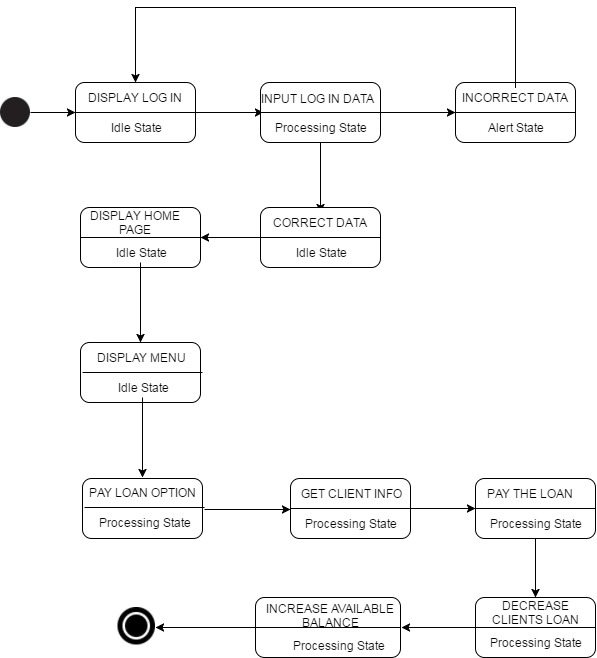 DISPLAY LOG IN
Idle State
INPUT LOG IN DATA
Processing State
INCORRECT DATA
Alert State
DISPLAY HOME
PAGE
Idle State
CORRECT DATA
Idle State
DISPLAY MENU
Idle State
PAY LOAN OPTION
Processing State
GET CLIENT INFO
Processing State
PAY THE LOAN
Processing State
INCREASE AVAILABLE
BALANCE
Processing State
DECREASE
CLIENTS LOAN
Processing State